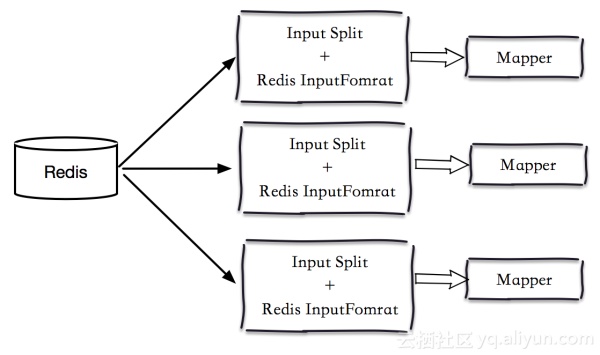 Input Split
+
Redis InputFomrat
Mapper
Redis
Input Split
+
Redis InputFomrat
Mapper
Input Split
+
Redis InputFomrat
Mapper
云栖社区 yq.aliyun.com